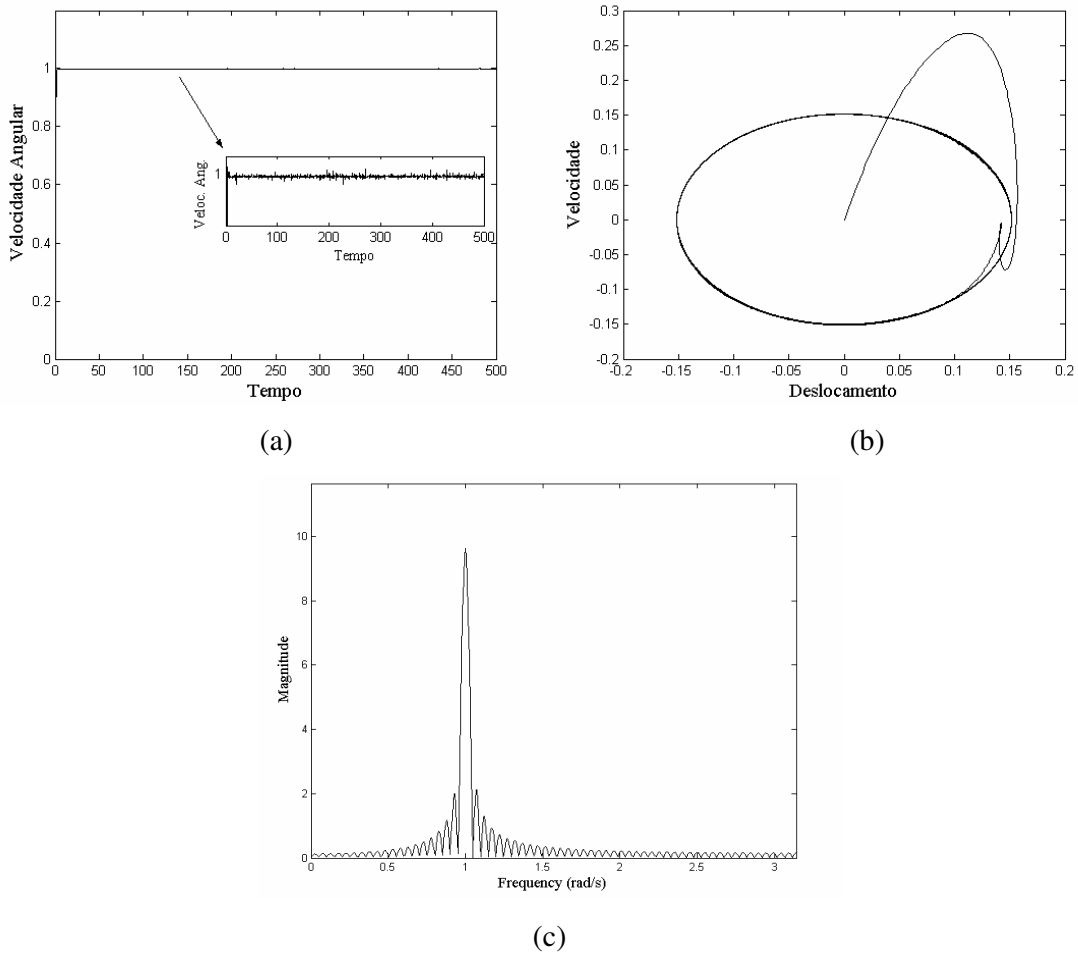 Velocidade Angular
1
0.8
0.6
0.4
0.2
0
0 50 100 150 200 250 300 350 400 450 500
Tempo
Veloc. Ang.
1
0 100 200 300 400 500
Tempo
(a)
Velocidade
0.3
0.25
0.2
0.15
0.1
0.05
0
-0.05
-0.1
-0.15
-0.2
-0.2 -0.15 -0.1 -0.05 0 0.05 0.1 0.15 0.2
Deslocamento
(b)
Magnitude
10
8
6
4
2
0
0 0.5 1 1.5 2 2.5 3
Frequency (rad/s)
(c)